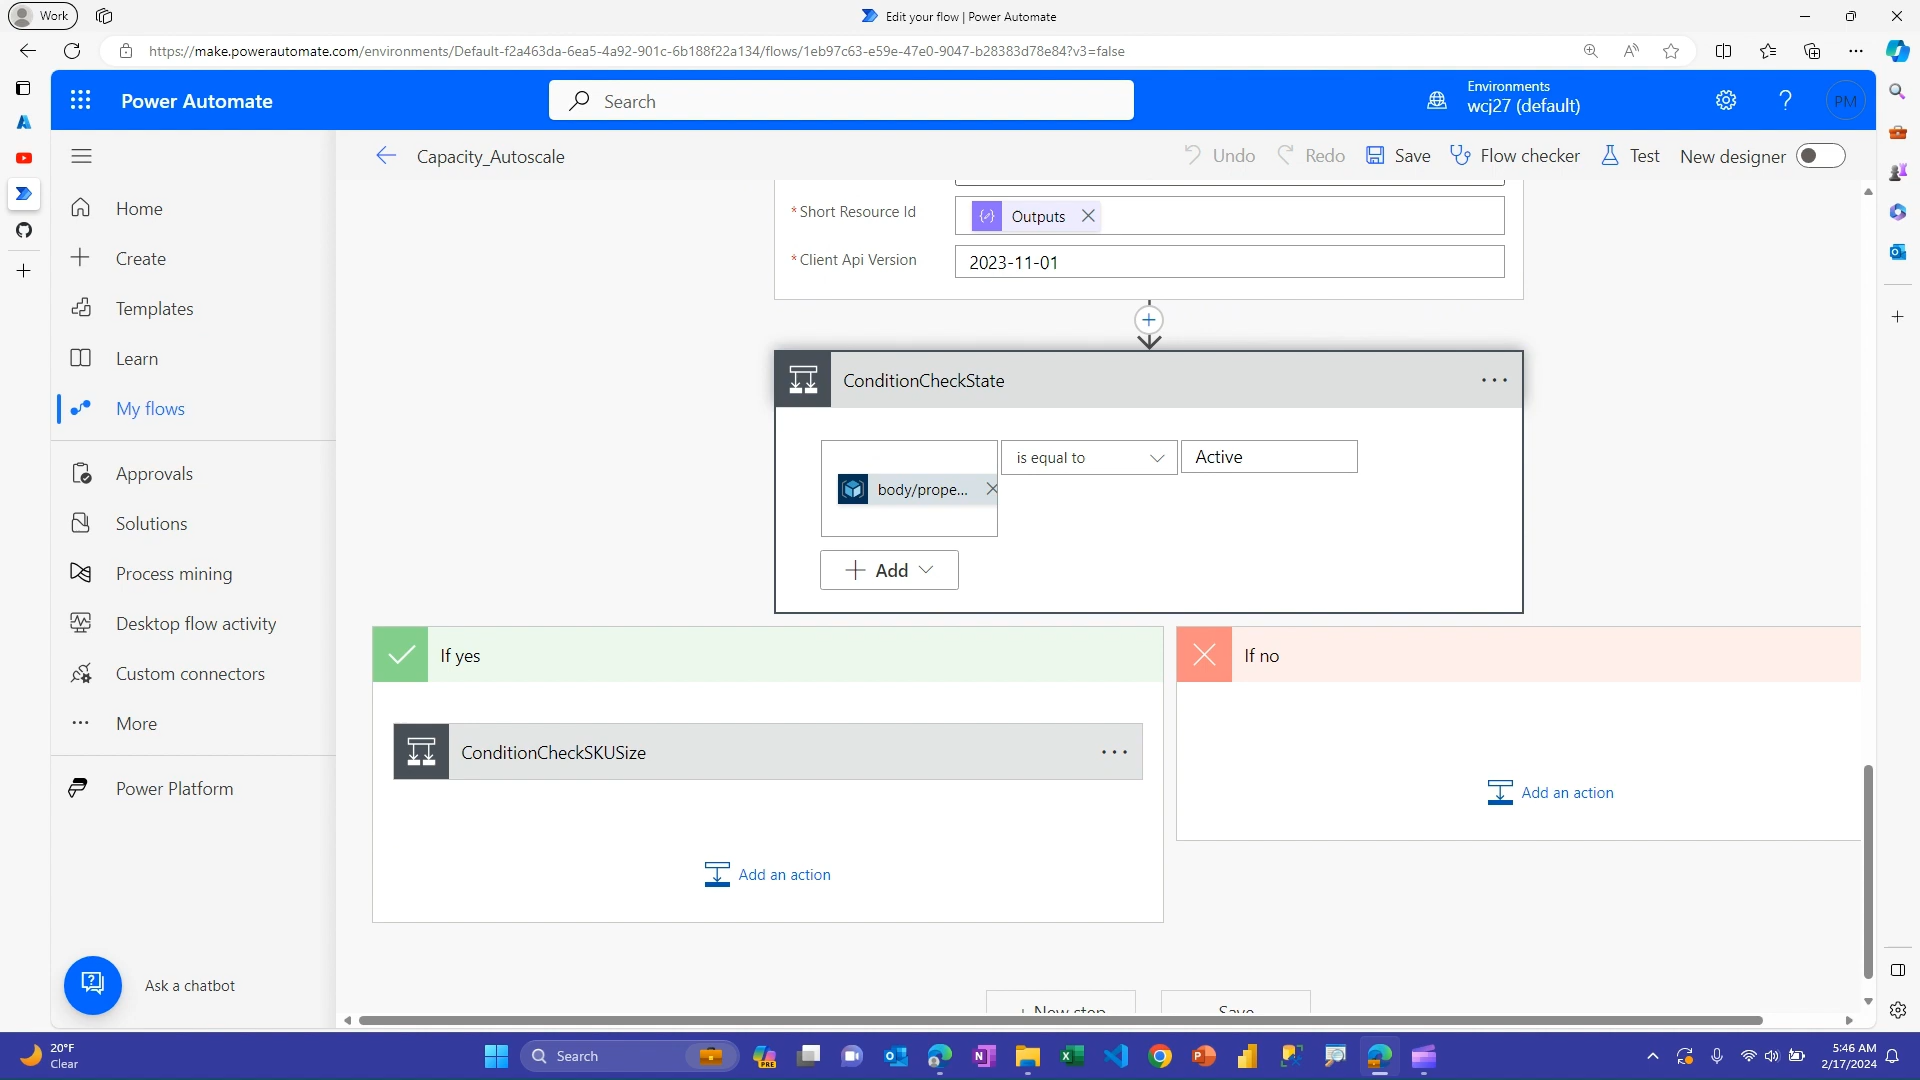 Work
Edit your flow | Power Automate
https://make.powerautomate.com/environments/Default-f2a463da-6ea5-4a92-901c-6b188f22a134/flows/1eb97c63-e59e-47e0-9047-b28383d78e84?v3=false
Power Automate
Search
Environments
wcj27 (default)
PM
Capacity_Autoscale
Undo
Redo
Save
Flow checker
Test
New designer
Home
Create
Templates
Learn
My flows
Approvals
Solutions
Process mining
Desktop flow activity
Custom connectors
More
Power Platform
Ask a chatbot
* Short Resource Id
Outputs
* Client Api Version
2023-11-01
ConditionCheckState
body/prope...
is equal to
Active
Add
If yes
If no
ConditionCheckSKUSize
Add an action
Add an action
+ New step
Save
20°F
Clear
Search
PRE
5:46 AM
2/17/2024